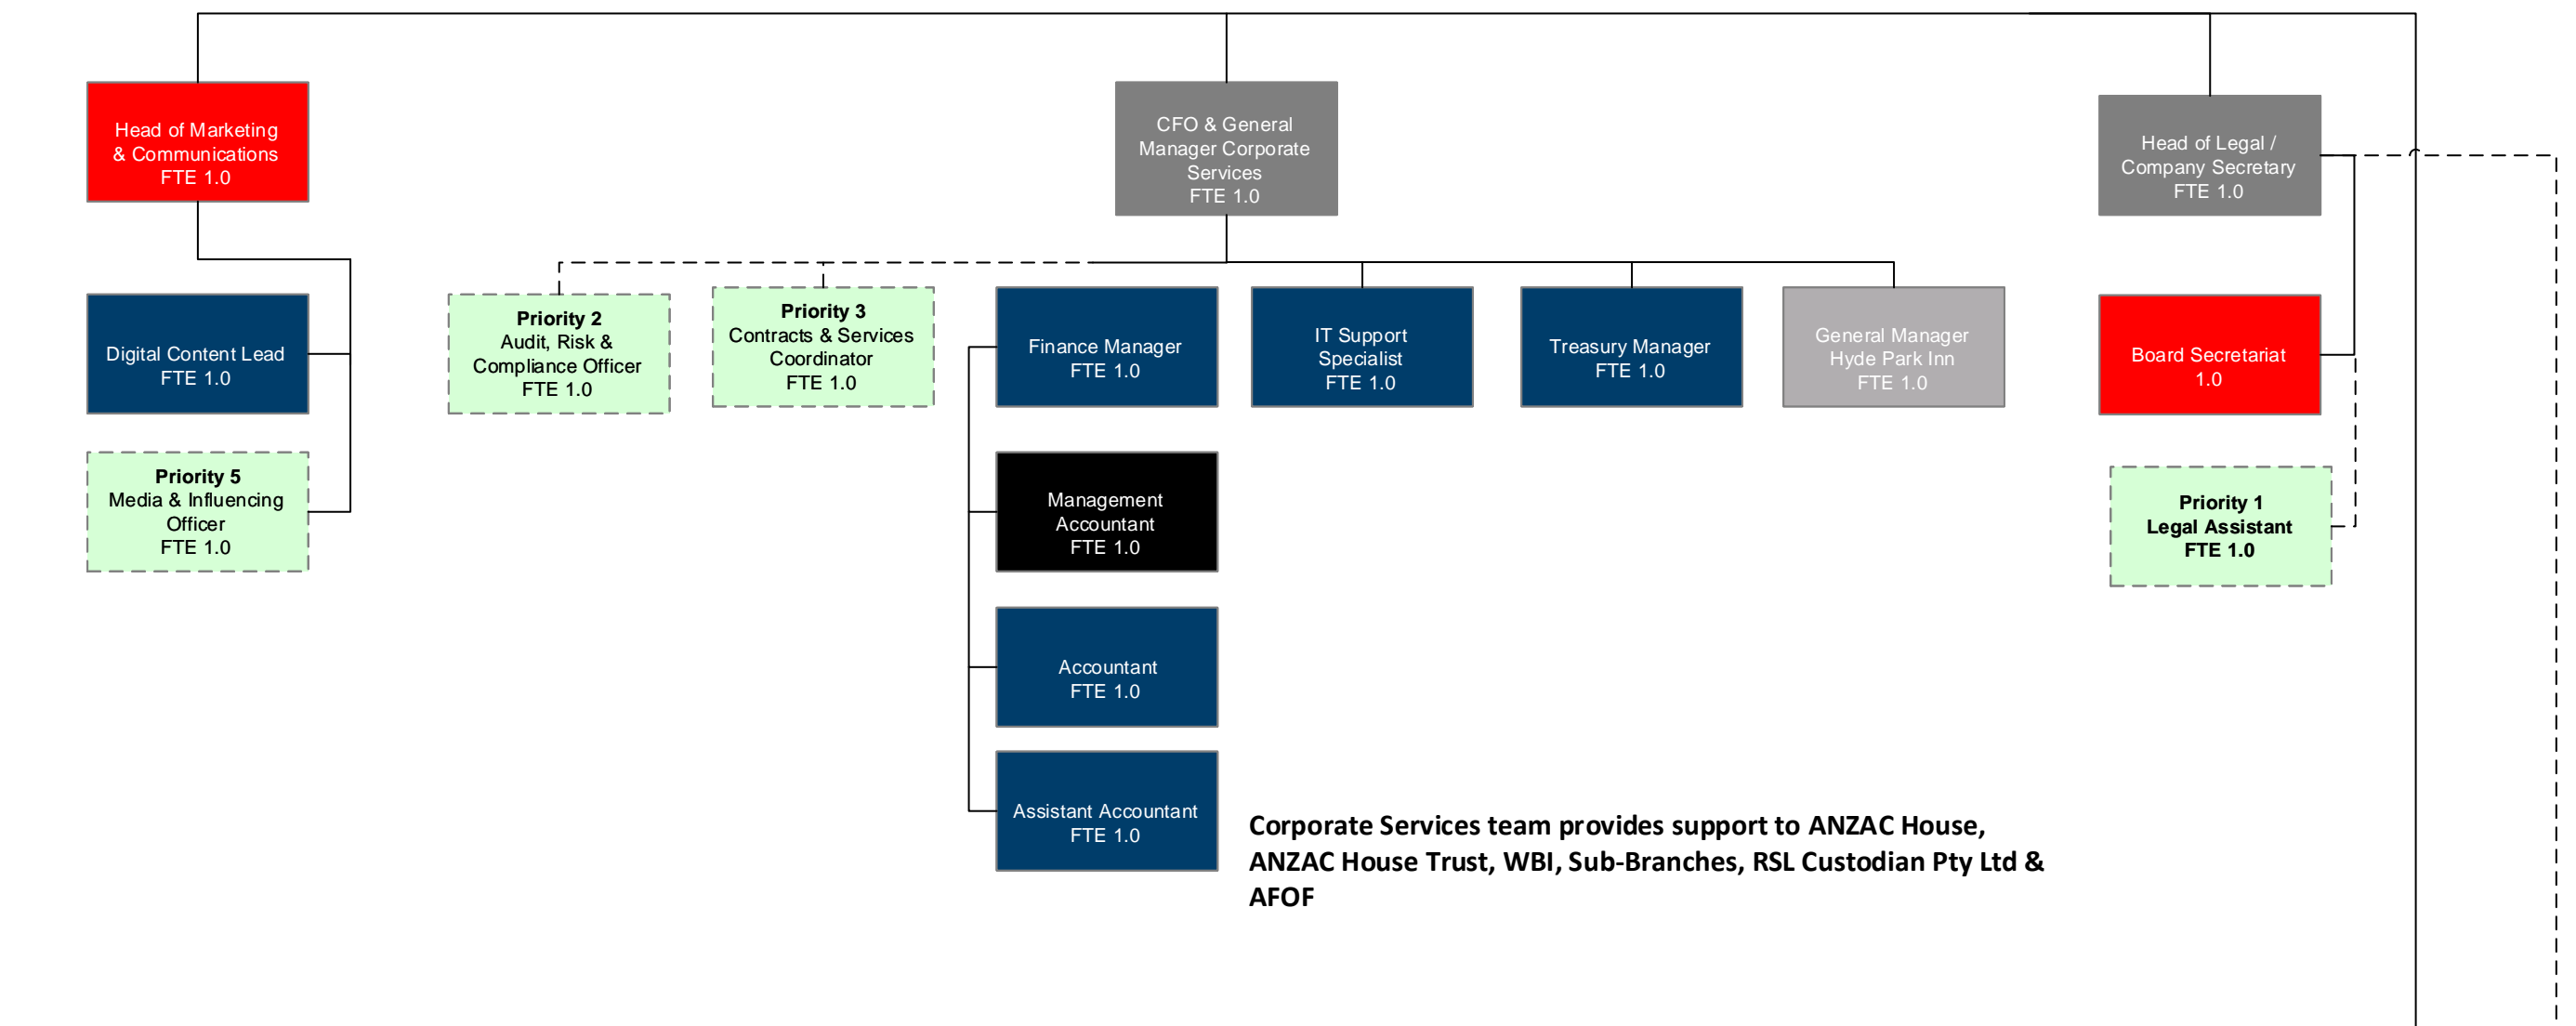 Head of Marketing
& Communications
FTE 1.0
CFO & General
Manager Corporate
Services
FTE 1.0
Head of Legal /
Company Secretary
FTE 1.0
Digital Content Lead
FTE 1.0
Priority 2
Audit, Risk &
Compliance Officer
FTE 1.0
Priority 3
Contracts & Services
Coordinator
FTE 1.0
Finance Manager
FTE 1.0
IT Support
Specialist
FTE 1.0
Treasury Manager
FTE 1.0
General Manager
Hyde Park Inn
FTE 1.0
Board Secretariat
1.0
Priority 5
Media & Influencing
Officer
FTE 1.0
Management
Accountant
FTE 1.0
Priority 1
Legal Assistant
FTE 1.0
Accountant
FTE 1.0
Assistant Accountant
FTE 1.0
Corporate Services team provides support to ANZAC House,
ANZAC House Trust, WBI, Sub-Branches, RSL Custodian Pty Ltd &
AFOF